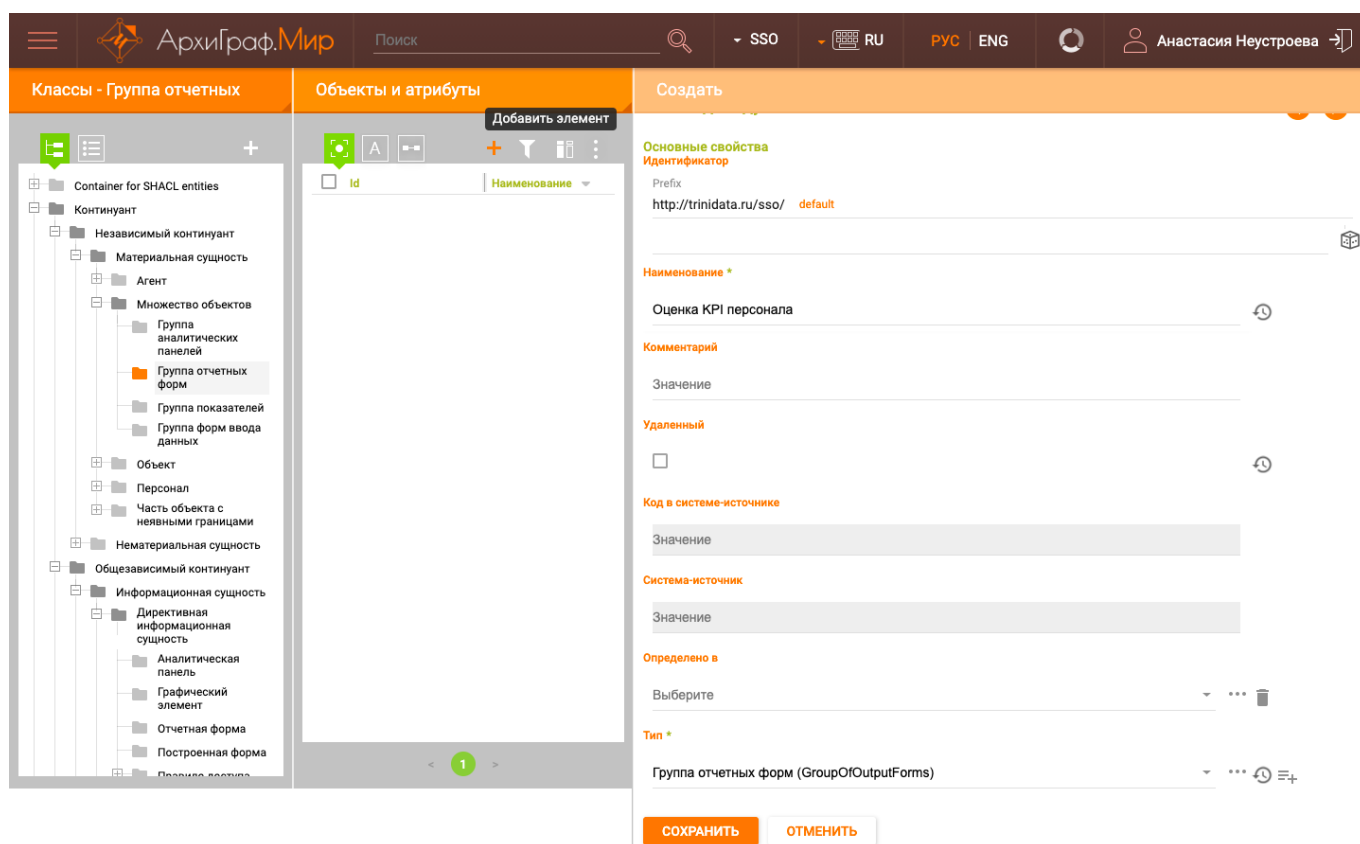 АрхиГраф.Мир
Поиск
SSO
RU
РУС
ENG
Анастасия Неустроева
Классы - Группа отчетных
Объекты и атрибуты
Создать
Добавить элемент
A
Id
Наименование
Container for SHACL entities
Континуант
Независимый континуант
Материальная сущность
Агент
Множество объектов
Группа
аналитических
панелей
Группа отчетных
форм
Группа показателей
Группа форм ввода
данных
Объект
Персонал
Часть объекта с
неявными границами
Нематериальная сущность
Общезависимый континуант
Информационная сущность
Директивная
информационная
сущность
Аналитическая
панель
Графический
элемент
Отчетная форма
Построенная форма
Правило доступа
< 1 >
Основные свойства
Идентификатор
Prefix
http://trinidata.ru/sso/ default
Наименование *
Оценка KPI персонала
Комментарий
Значение
Удаленный
Код в системе-источнике
Значение
Система-источник
Значение
Определено в
Выберите
Тип *
Группа отчетных форм (GroupOfOutputForms)
СОХРАНИТЬ
ОТМЕНИТЬ